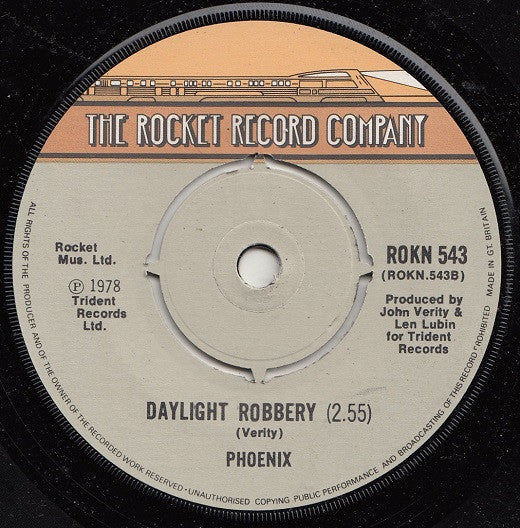 THE ROCKET RECORD COMPANY
Rocket
Mus. Ltd.
℗ 1978
Trident
Records
Ltd.
ROKN 543
(ROKN.543B)
Produced by
John Verity &
Len Lubin
for Trident
Records
DAYLIGHT ROBBERY (2.55)
(Verity)
PHOENIX
ALL RIGHTS OF THE PRODUCER AND OF THE OWNER OF THE RECORDED WORK RESERVED • UNAUTHORISED COPYING PUBLIC PERFORMANCE AND BROADCASTING OF THIS RECORD PROHIBITED. MADE IN GT. BRITAIN